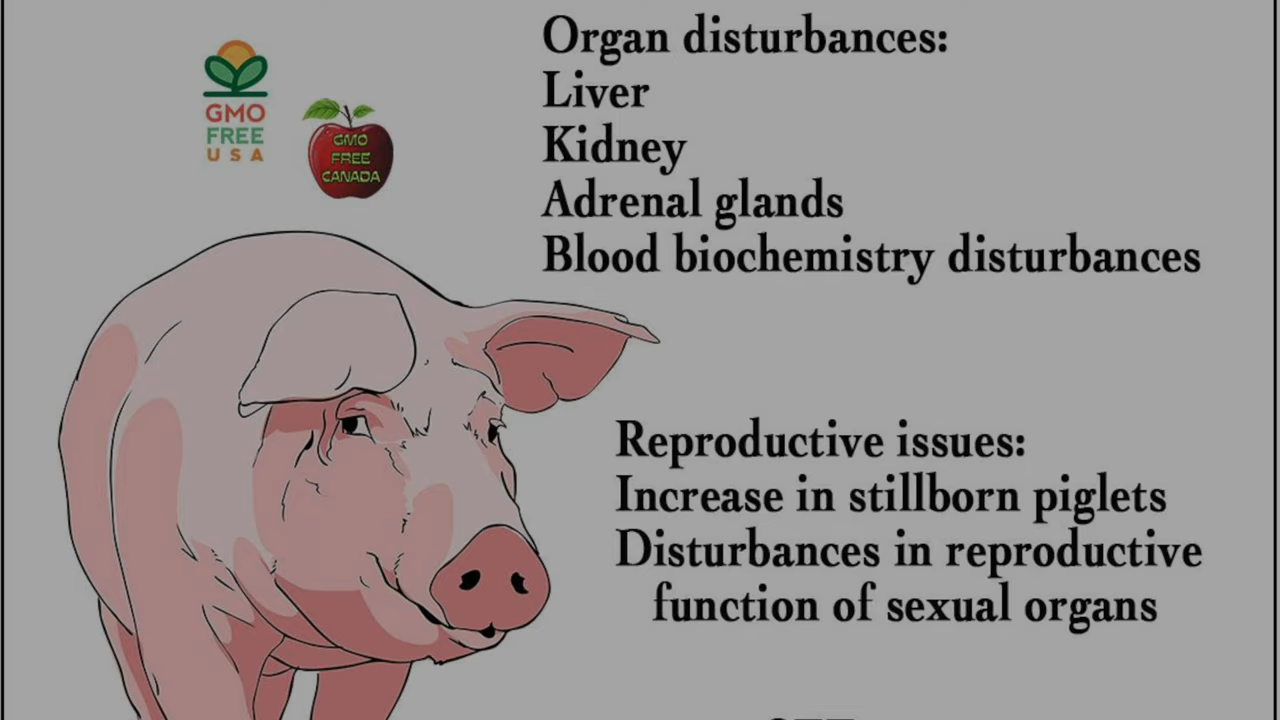 GMO
FREE
USA
GMO
FREE
CANADA
Organ disturbances:
Liver
Kidney
Adrenal glands
Blood biochemistry disturbances
Reproductive issues:
Increase in stillborn piglets
Disturbances in reproductive
function of sexual organs